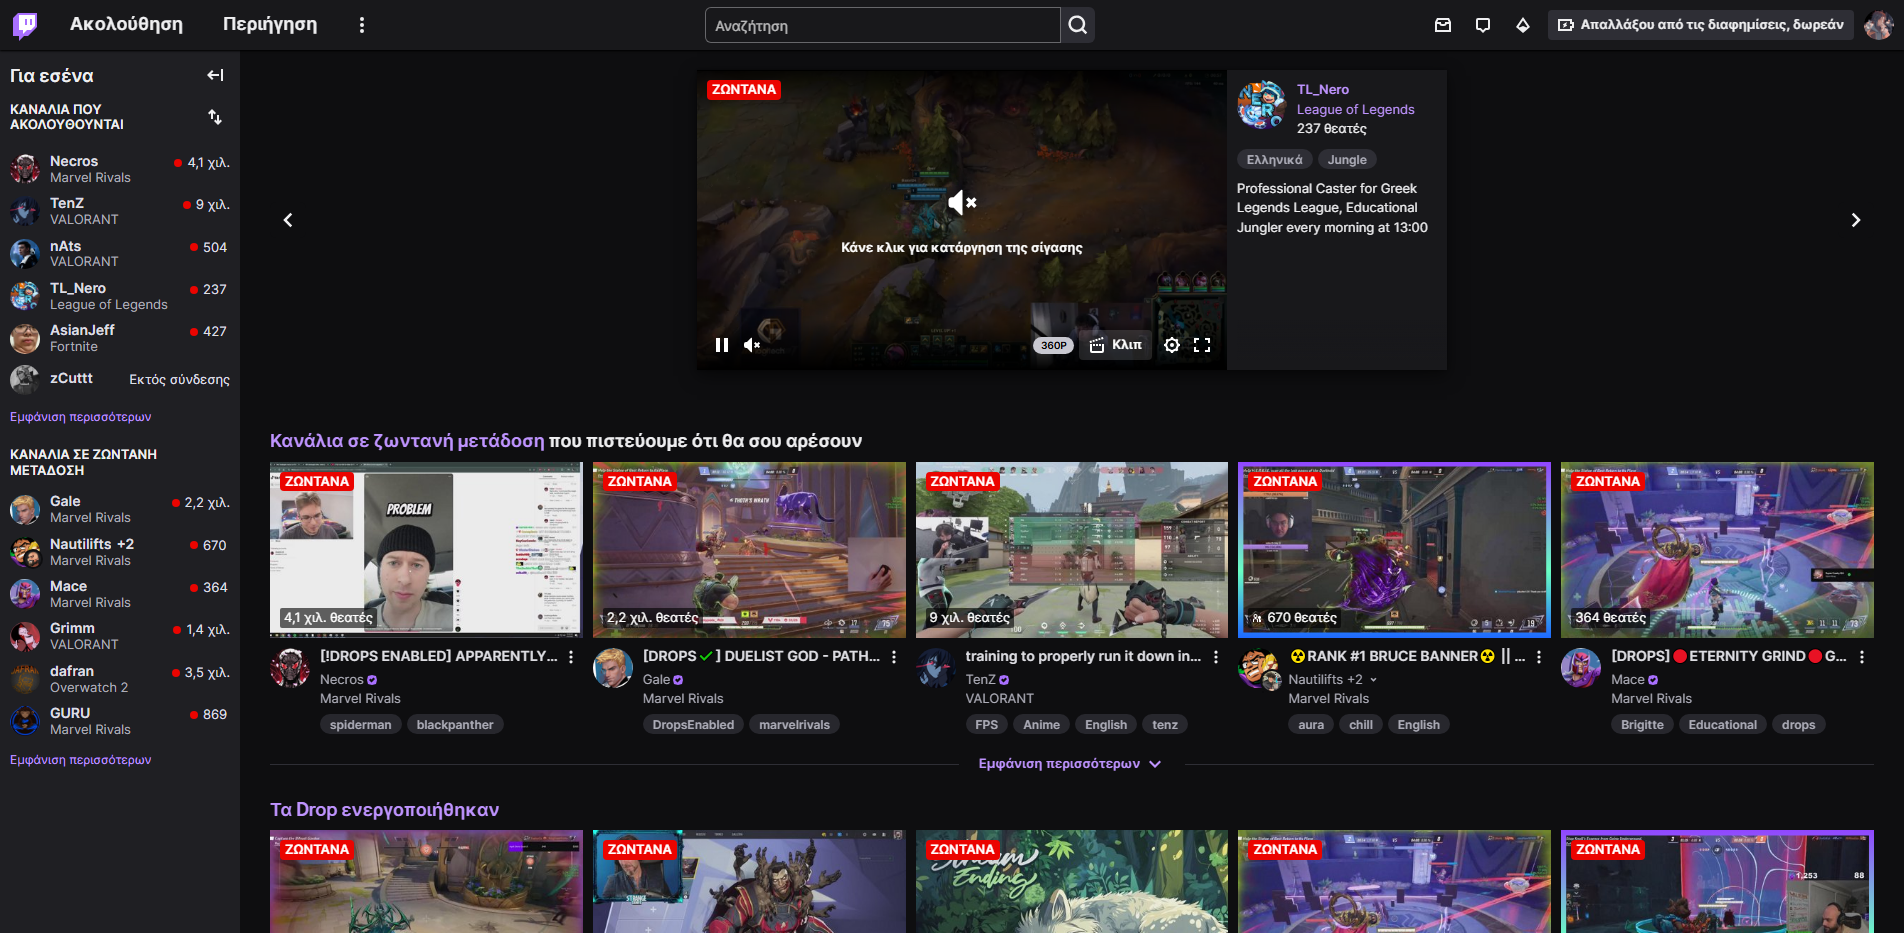 Ακολούθηση
Περιήγηση
Αναζήτηση
Απαλλάξου από τις διαφημίσεις, δωρεάν
Για εσένα
ΚΑΝΑΛΙΑ ΠΟΥ
ΑΚΟΛΟΥΘΟΥΝΤΑΙ
Necros 4,1 χιλ.
Marvel Rivals
TenZ 9 χιλ.
VALORANT
nAts 504
VALORANT
TL_Nero 237
League of Legends
AsianJeff 427
Fortnite
zCuttt Εκτός σύνδεσης
Εμφάνιση περισσότερων
ΚΑΝΑΛΙΑ ΣΕ ΖΩΝΤΑΝΗ
ΜΕΤΑΔΟΣΗ
Gale 2,2 χιλ.
Marvel Rivals
Nautilifts +2 670
Marvel Rivals
Mace 364
Marvel Rivals
Grimm 1,4 χιλ.
VALORANT
dafran 3,5 χιλ.
Overwatch 2
GURU 869
Marvel Rivals
Εμφάνιση περισσότερων
ΖΩΝΤΑΝΑ
Κάνε κλικ για κατάργηση της σίγασης
360P
Κλιπ
TL_Nero
League of Legends
237 θεατές
Ελληνικά Jungle
Professional Caster for Greek
Legends League, Educational
Jungler every morning at 13:00
Κανάλια σε ζωντανή μετάδοση που πιστεύουμε ότι θα σου αρέσουν
ΖΩΝΤΑΝΑ
PROBLEM
4,1 χιλ. θεατές
[!DROPS ENABLED] APPARENTLY...
Necros
Marvel Rivals
spiderman blackpanther
ΖΩΝΤΑΝΑ
2,2 χιλ. θεατές
[DROPS✓] DUELIST GOD - PATH...
Gale
Marvel Rivals
DropsEnabled marvelrivals
ΖΩΝΤΑΝΑ
9 χιλ. θεατές
training to properly run it down in...
TenZ
VALORANT
FPS Anime English tenz
ΖΩΝΤΑΝΑ
670 θεατές
☢RANK #1 BRUCE BANNER☢ || ...
Nautilifts +2
Marvel Rivals
aura chill English
ΖΩΝΤΑΝΑ
364 θεατές
[DROPS]🔴ETERNITY GRIND🔴G...
Mace
Marvel Rivals
Brigitte Educational drops
Εμφάνιση περισσότερων
Τα Drop ενεργοποιήθηκαν
ΖΩΝΤΑΝΑ
ΖΩΝΤΑΝΑ
ΖΩΝΤΑΝΑ
Stream
Ending
ΖΩΝΤΑΝΑ
ΖΩΝΤΑΝΑ
1,253 88